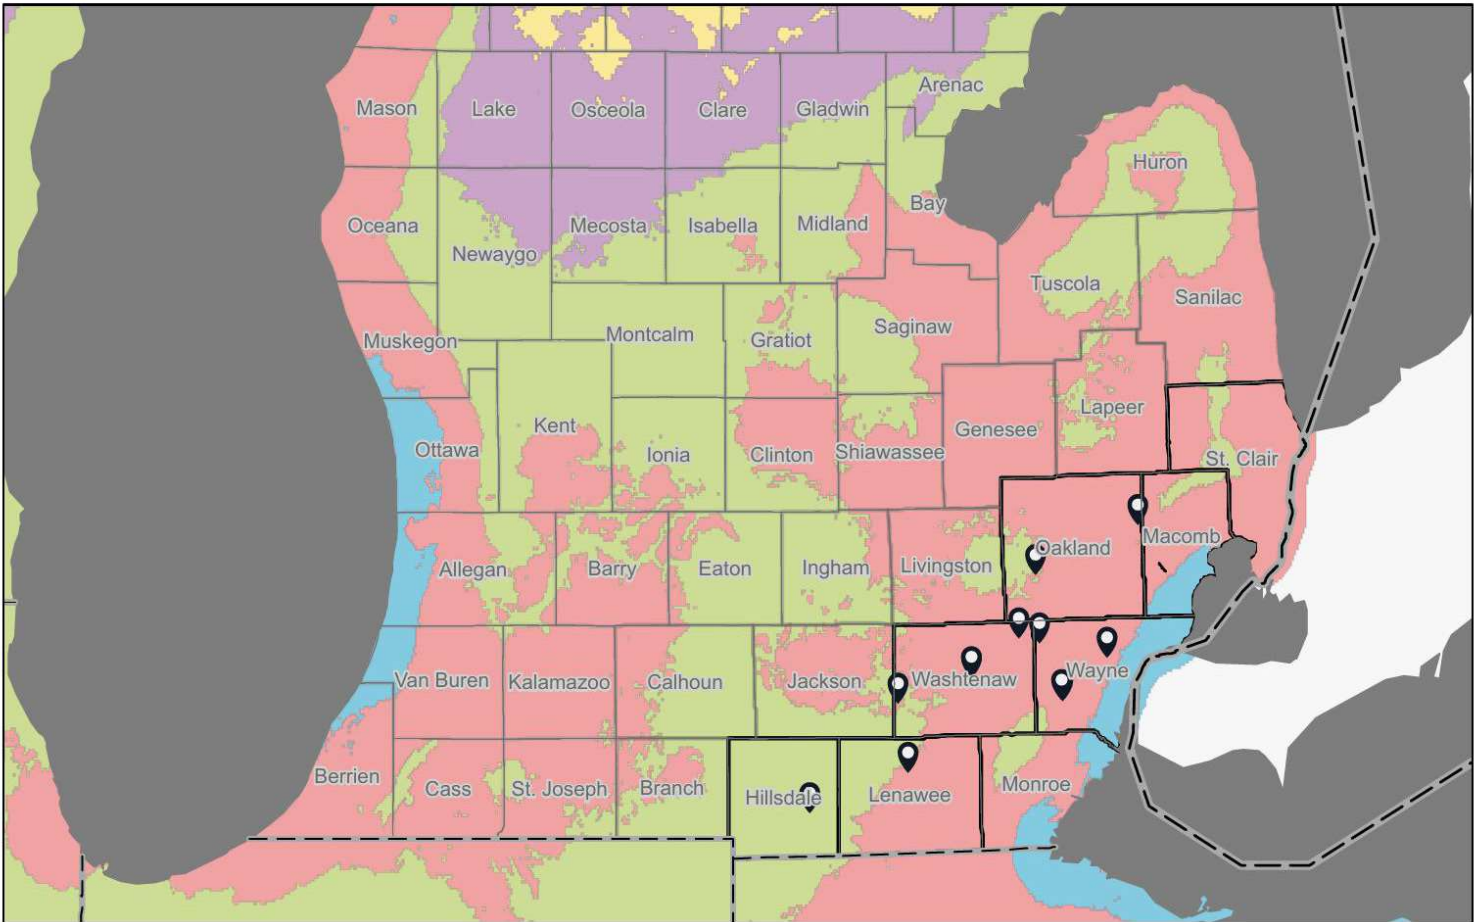 Mason
Lake
Osceola
Clare
Gladwin
Arenac
Huron
Oceana
Newaygo
Mecosta
Isabella
Midland
Bay
Tuscola
Sanilac
Muskegon
Montcalm
Gratiot
Saginaw
Ottawa
Kent
Ionia
Clinton
Shiawassee
Genesee
Lapeer
St. Clair
Allegan
Barry
Eaton
Ingham
Livingston
Oakland
Macomb
Van Buren
Kalamazoo
Calhoun
Jackson
Washtenaw
Wayne
Berrien
Cass
St. Joseph
Branch
Hillsdale
Lenawee
Monroe